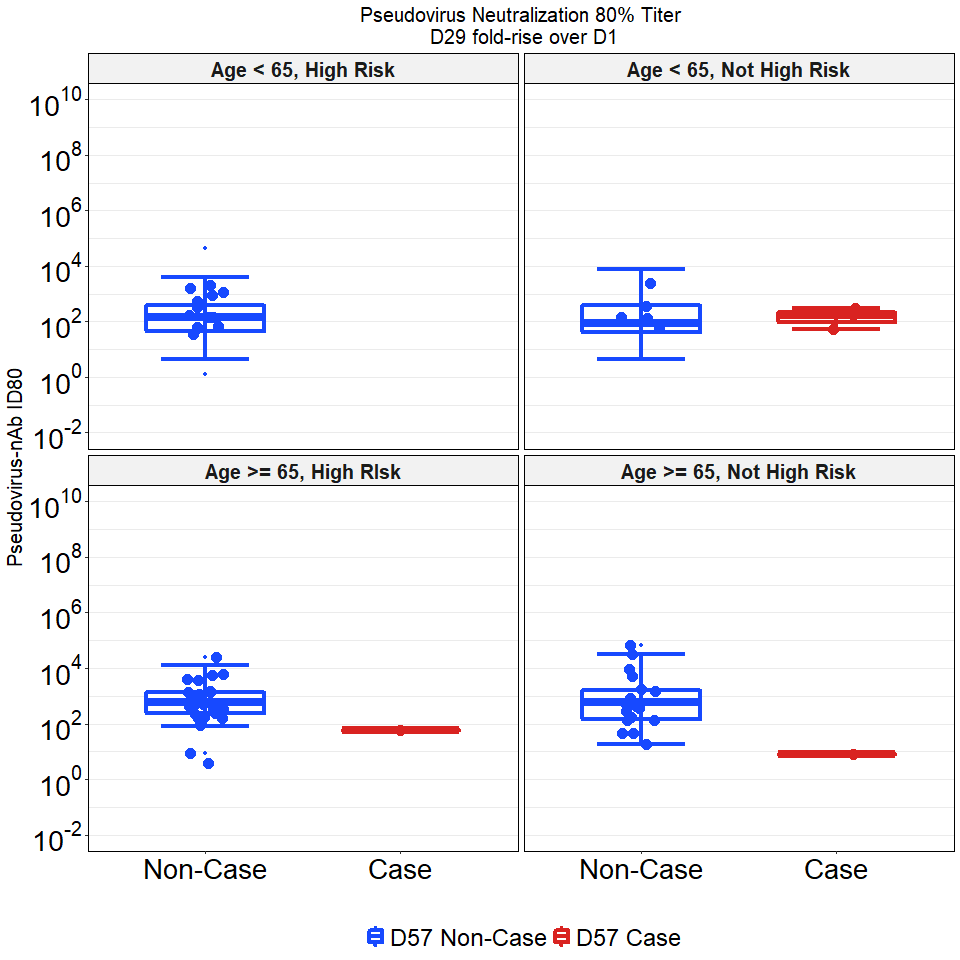 Pseudovirus Neutralization 80% Titer
D29 fold-rise over D1
Age < 65, High Risk
Age < 65, Not High Risk
10^10
10^8
10^6
10^4
10^2
10^0
10^-2
Pseudovirus-nAb ID80
Age >= 65, High RIsk
Age >= 65, Not High Risk
10^10
10^8
10^6
10^4
10^2
10^0
10^-2
Non-Case Case Non-Case Case
D57 Non-Case D57 Case